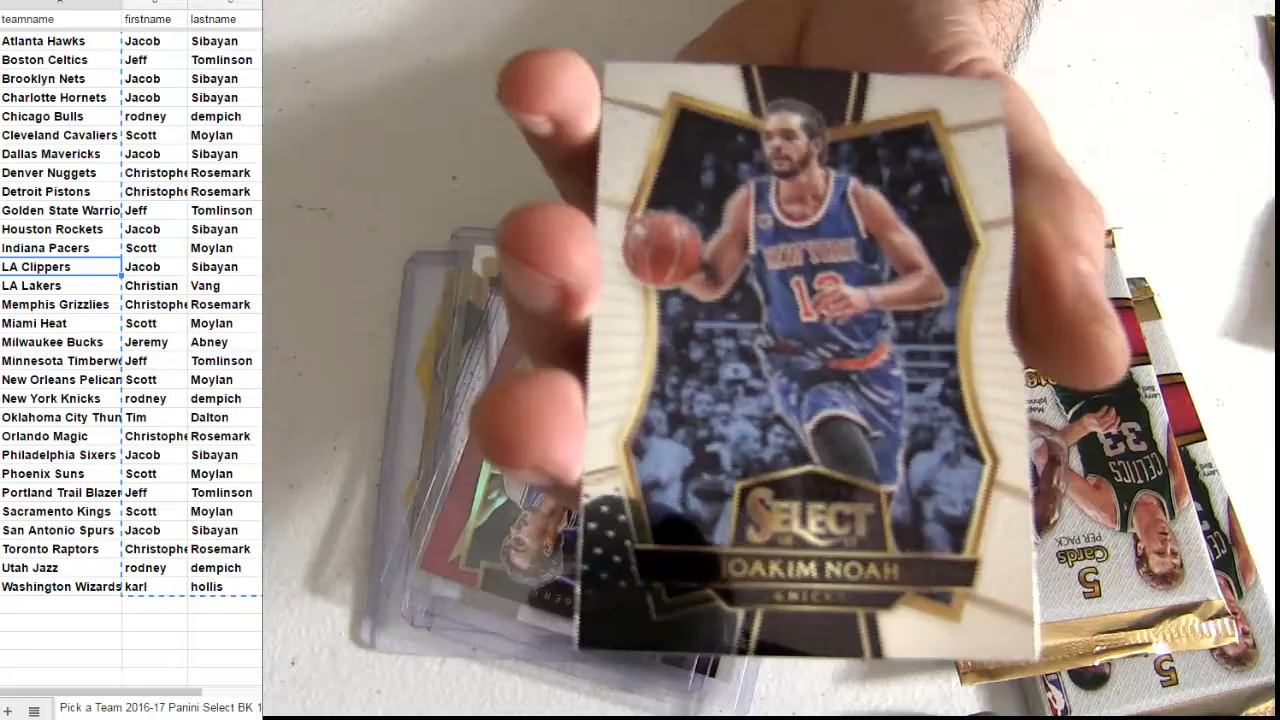 teamname firstname lastname
Atlanta Hawks Jacob Sibayan
Boston Celtics Jeff Tomlinson
Brooklyn Nets Jacob Sibayan
Charlotte Hornets Jacob Sibayan
Chicago Bulls rodney dempich
Cleveland Cavaliers Scott Moylan
Dallas Mavericks Jacob Sibayan
Denver Nuggets Christophe Rosemark
Detroit Pistons Christophe Rosemark
Golden State Warrio Jeff Tomlinson
Houston Rockets Jacob Sibayan
Indiana Pacers Scott Moylan
LA Clippers Jacob Sibayan
LA Lakers Christian Vang
Memphis Grizzlies Christophe Rosemark
Miami Heat Scott Moylan
Milwaukee Bucks Jeremy Abney
Minnesota Timberw Jeff Tomlinson
New Orleans Pelican Scott Moylan
New York Knicks rodney dempich
Oklahoma City Thun Tim Dalton
Orlando Magic Christophe Rosemark
Philadelphia Sixers Jacob Sibayan
Phoenix Suns Scott Moylan
Portland Trail Blazer Jeff Tomlinson
Sacramento Kings Scott Moylan
San Antonio Spurs Jacob Sibayan
Toronto Raptors Christophe Rosemark
Utah Jazz rodney dempich
Washington Wizards karl hollis
Pick a Team 2016-17 Panini Select BK 1
NEW YORK
SELECT
JOAKIM NOAH
KNICKS
33
CELTICS
Cards
PER PACK
5
5
NBA